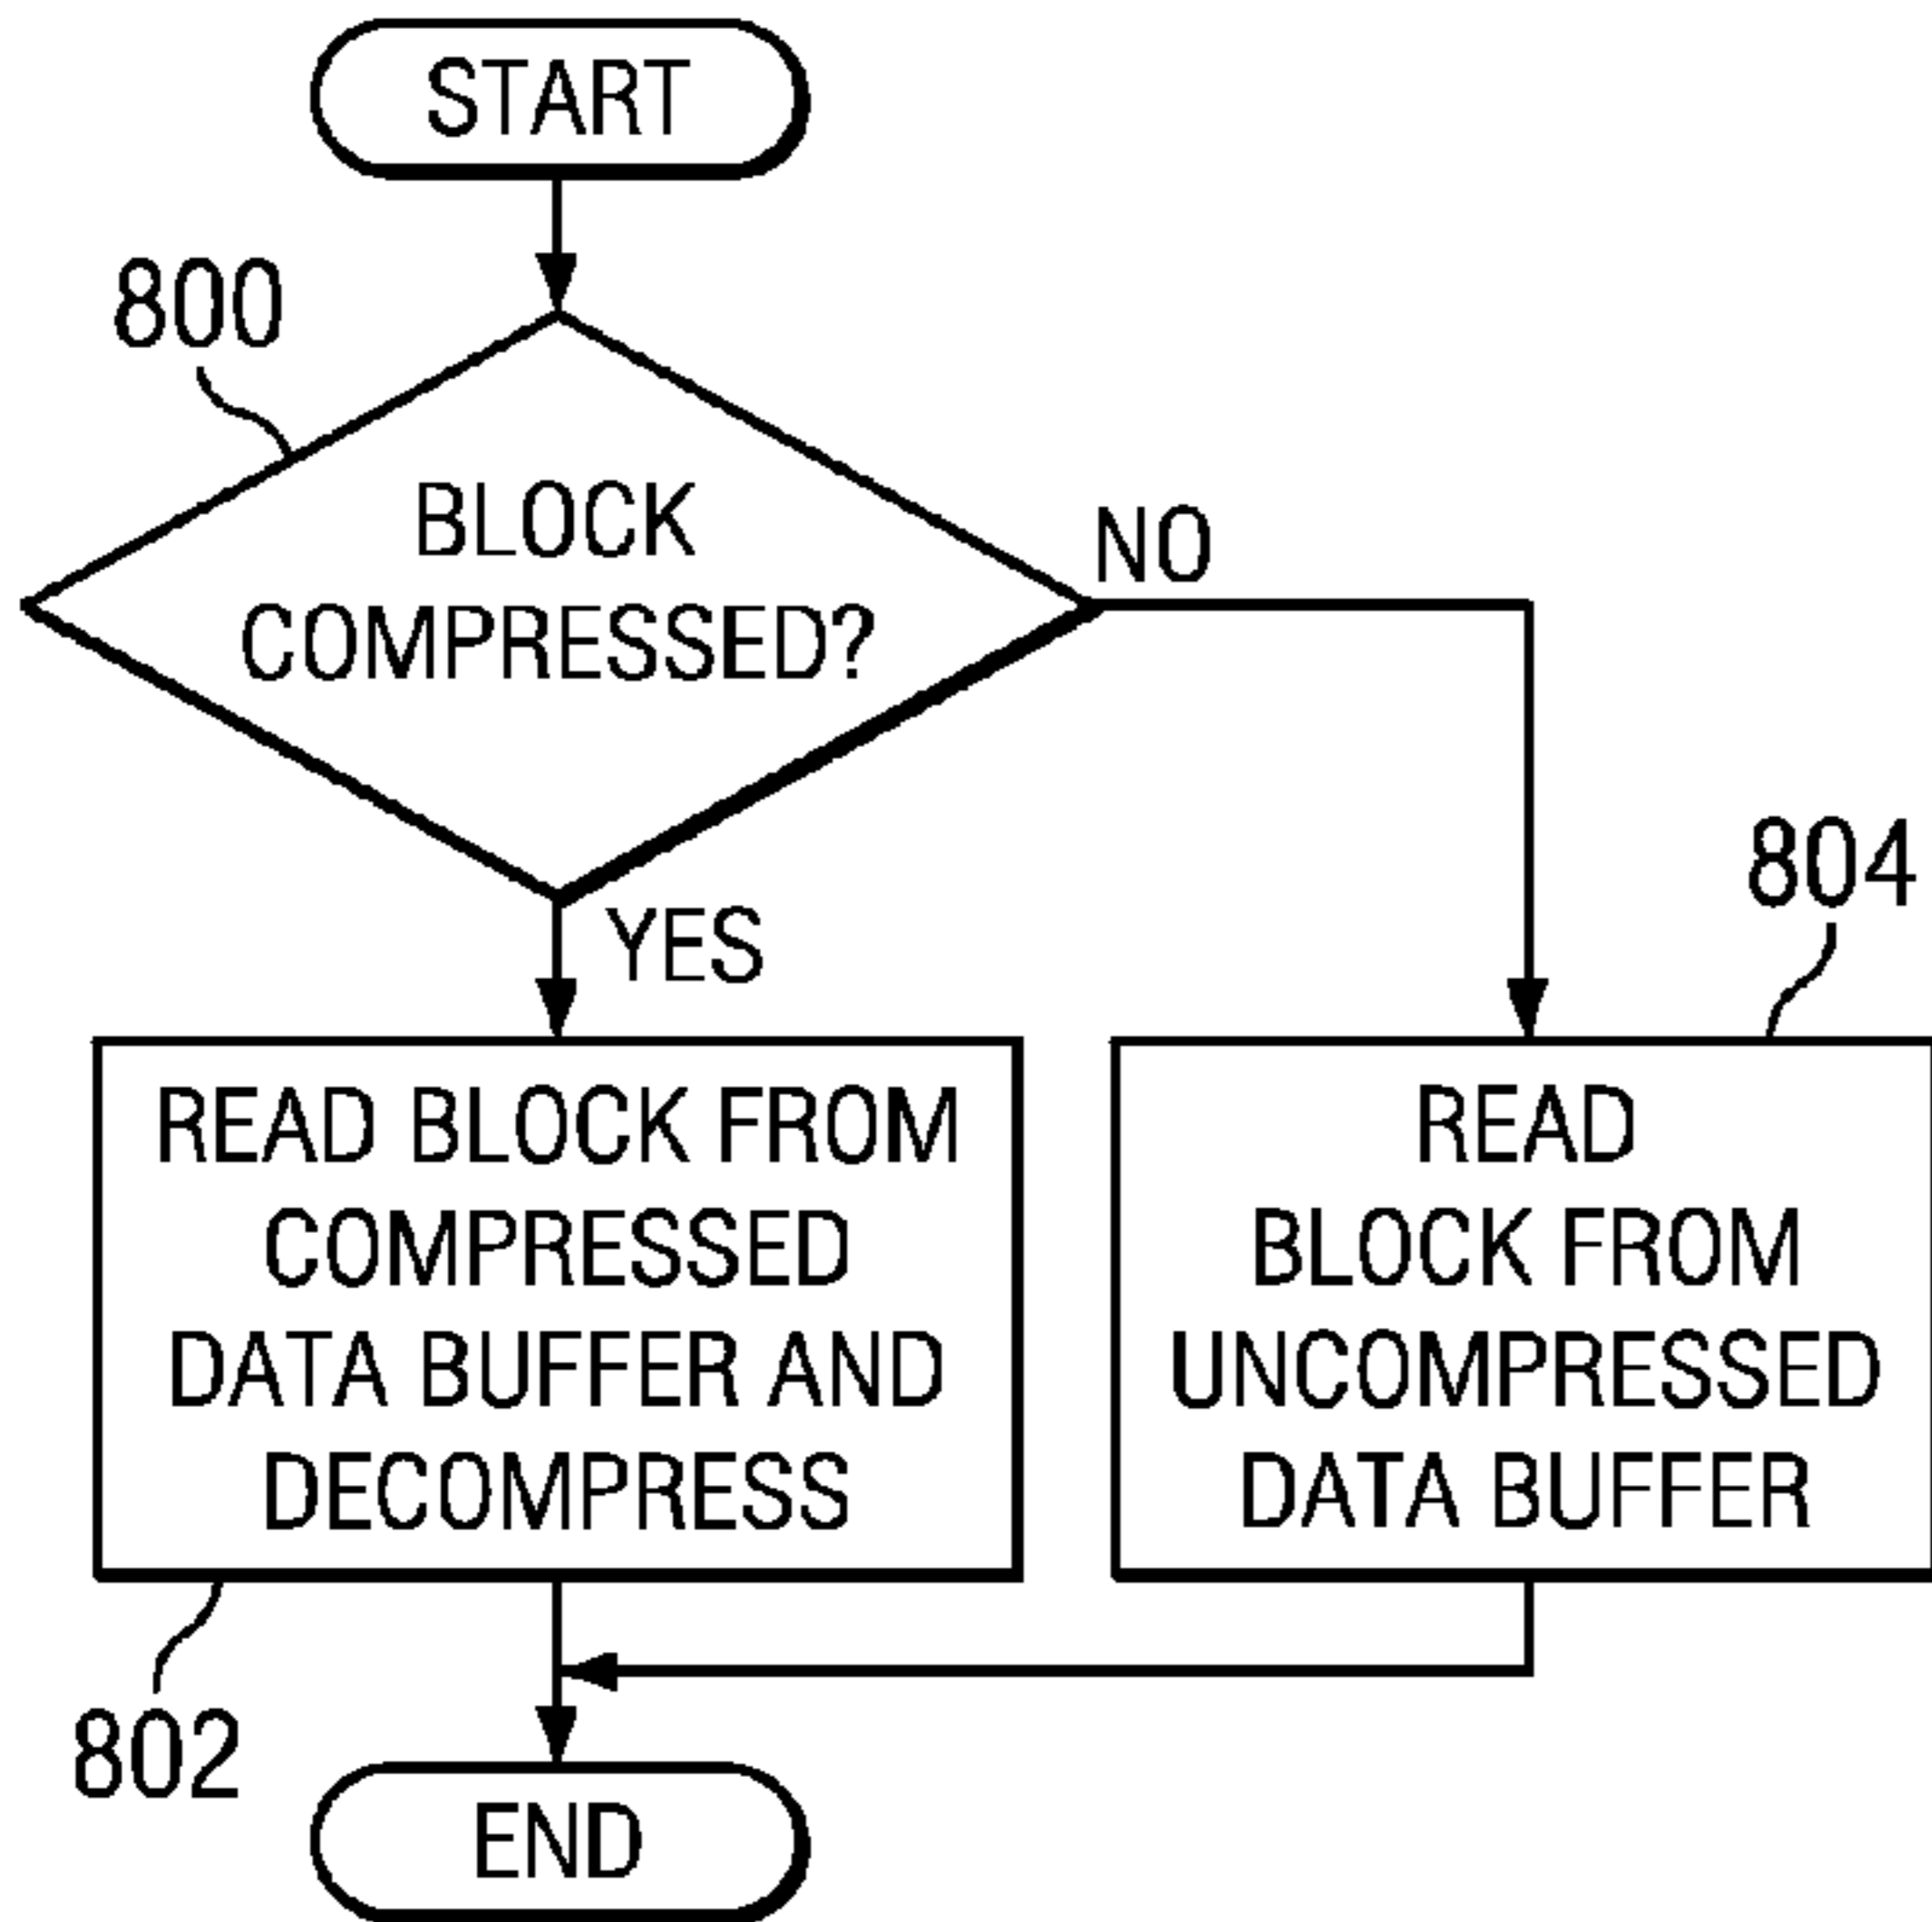 START
800
BLOCK
COMPRESSED?
NO
YES
804
READ BLOCK FROM
COMPRESSED
DATA BUFFER AND
DECOMPRESS
READ
BLOCK FROM
UNCOMPRESSED
DATA BUFFER
802
END